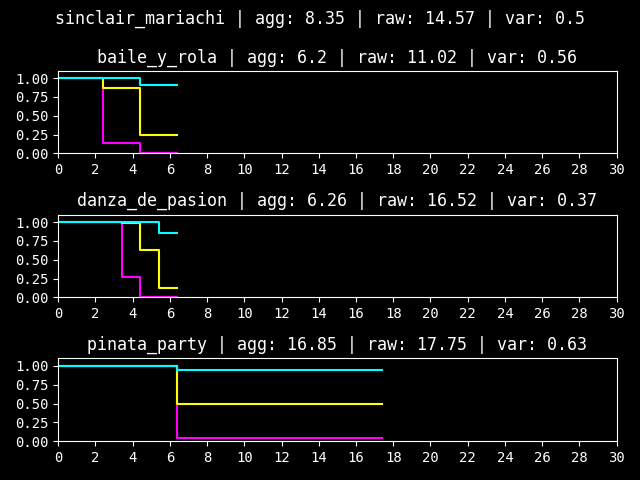 sinclair_mariachi | agg: 8.35 | raw: 14.57 | var: 0.5
baile_y_rola | agg: 6.2 | raw: 11.02 | var: 0.56
1.00
0.75
0.50
0.25
0.00
0 2 4 6 8 10 12 14 16 18 20 22 24 26 28 30
danza_de_pasion | agg: 6.26 | raw: 16.52 | var: 0.37
1.00
0.75
0.50
0.25
0.00
0 2 4 6 8 10 12 14 16 18 20 22 24 26 28 30
pinata_party | agg: 16.85 | raw: 17.75 | var: 0.63
1.00
0.75
0.50
0.25
0.00
0 2 4 6 8 10 12 14 16 18 20 22 24 26 28 30